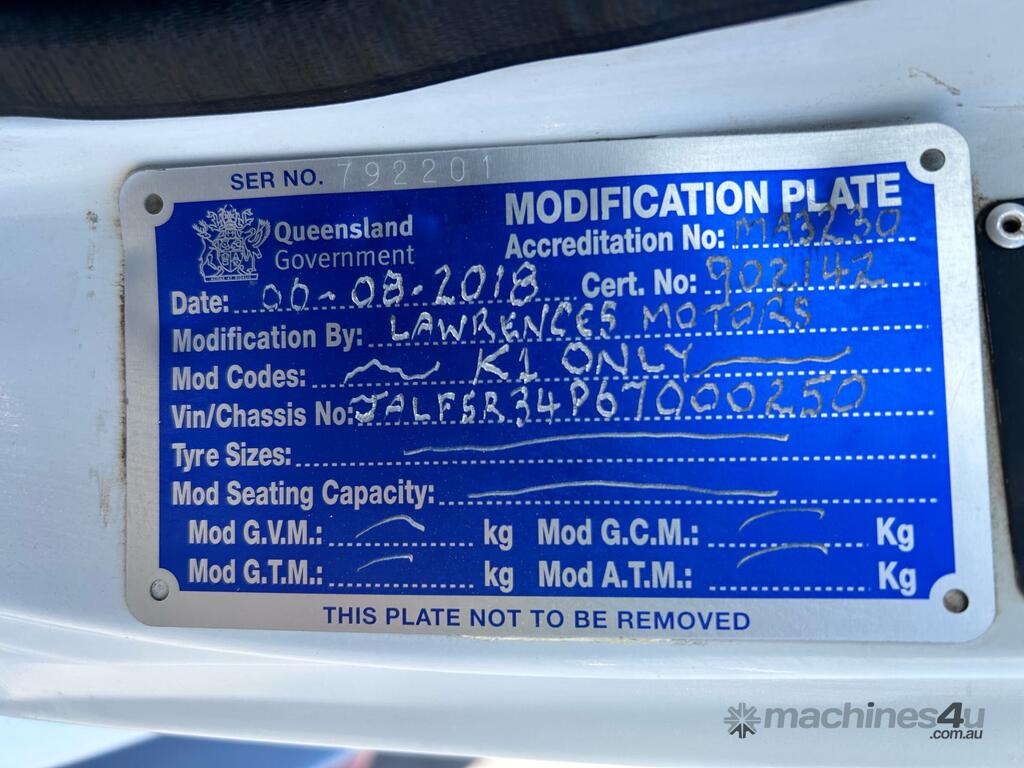 SER NO. 792201
Queensland
Government
MODIFICATION PLATE
Accreditation No: MA3230
Date: 06-08-2018 Cert. No: 902142
Modification By: LAWRENCES MOTORS
Mod Codes: K1 ONLY
Vin/Chassis No: JALFSR34P67000250
Tyre Sizes:
Mod Seating Capacity:
Mod G.V.M.: kg Mod G.C.M.: Kg
Mod G.T.M.: kg Mod A.T.M.: Kg
THIS PLATE NOT TO BE REMOVED
machines4u
.com.au